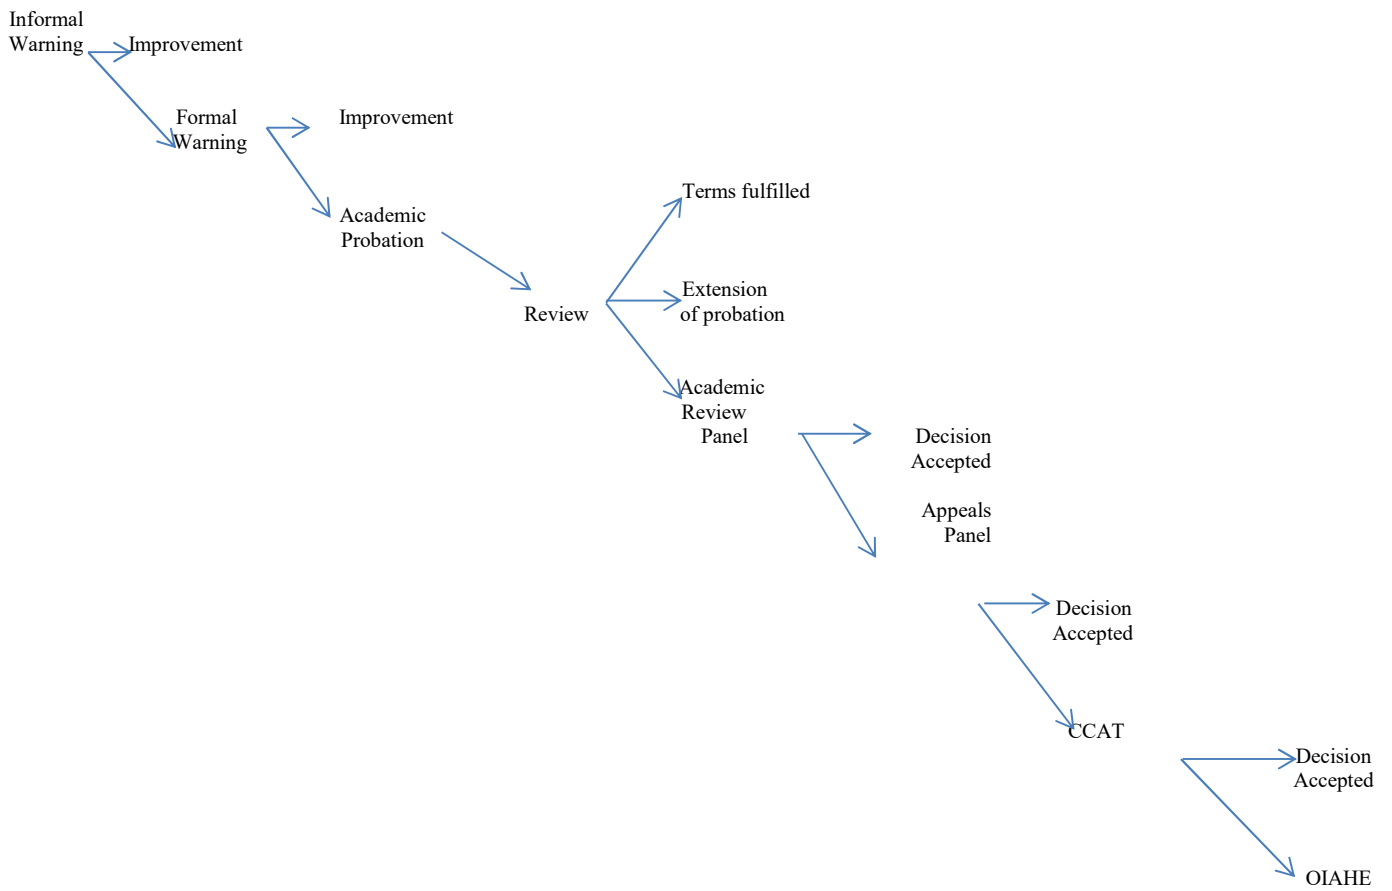 Informal
Warning
Improvement
Formal
Warning
Improvement
Academic
Probation
Review
Terms fulfilled
Extension
of probation
Academic
Review
Panel
Decision
Accepted
Appeals
Panel
Decision
Accepted
CCAT
Decision
Accepted
OIAHE